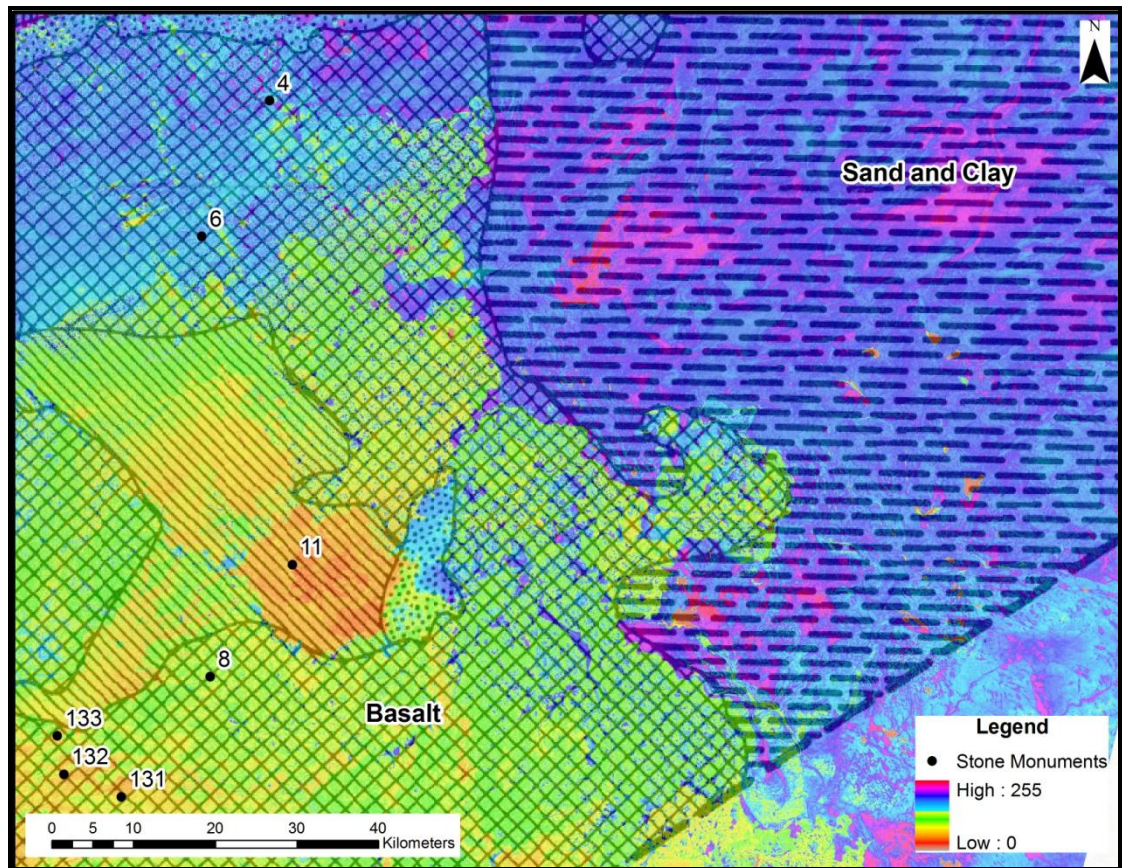 N
4
Sand and Clay
6
11
8
Basalt
133
132
131
Legend
Stone Monuments
High : 255
Low : 0
0 5 10 20 30 40
Kilometers